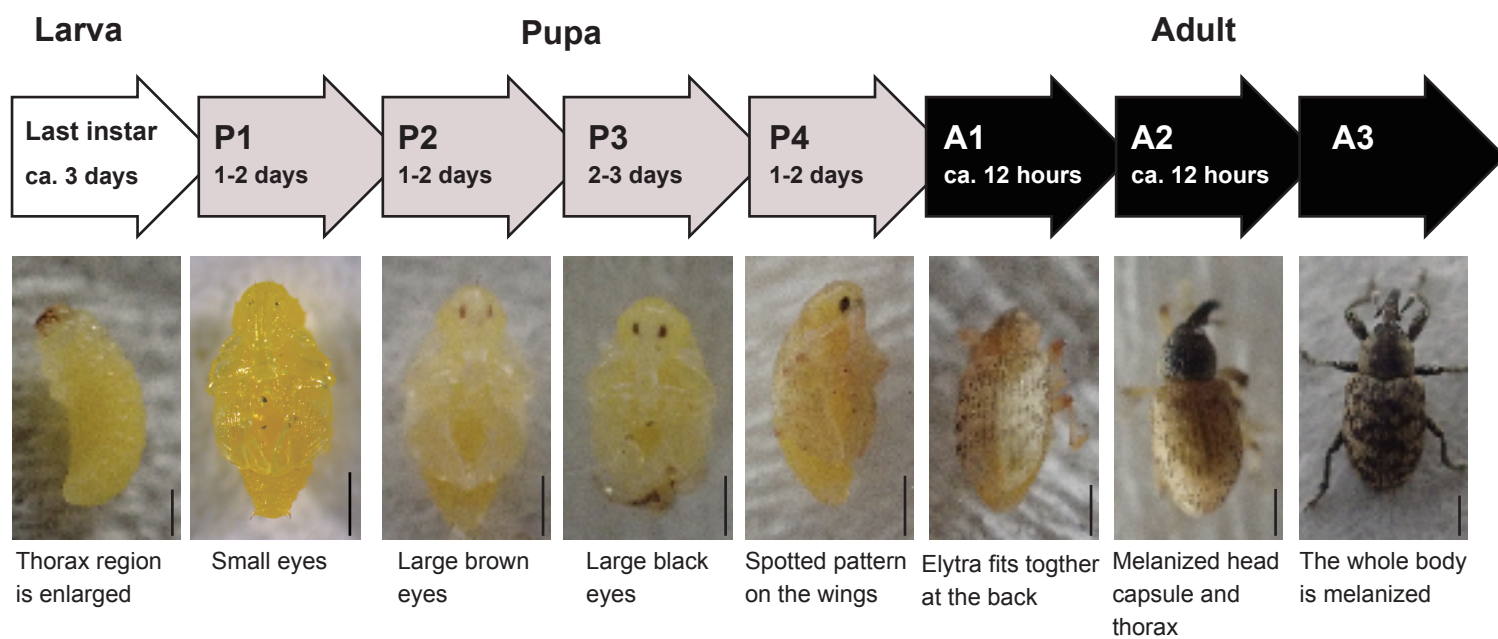 Larva
Pupa
Adult
Last instar
ca. 3 days
P1
1-2 days
P2
1-2 days
P3
2-3 days
P4
1-2 days
A1
ca. 12 hours
A2
ca. 12 hours
A3
Thorax region
is enlarged
Small eyes
Large brown
eyes
Large black
eyes
Spotted pattern
on the wings
Elytra fits togther
at the back
Melanized head
capsule and
thorax
The whole body
is melanized